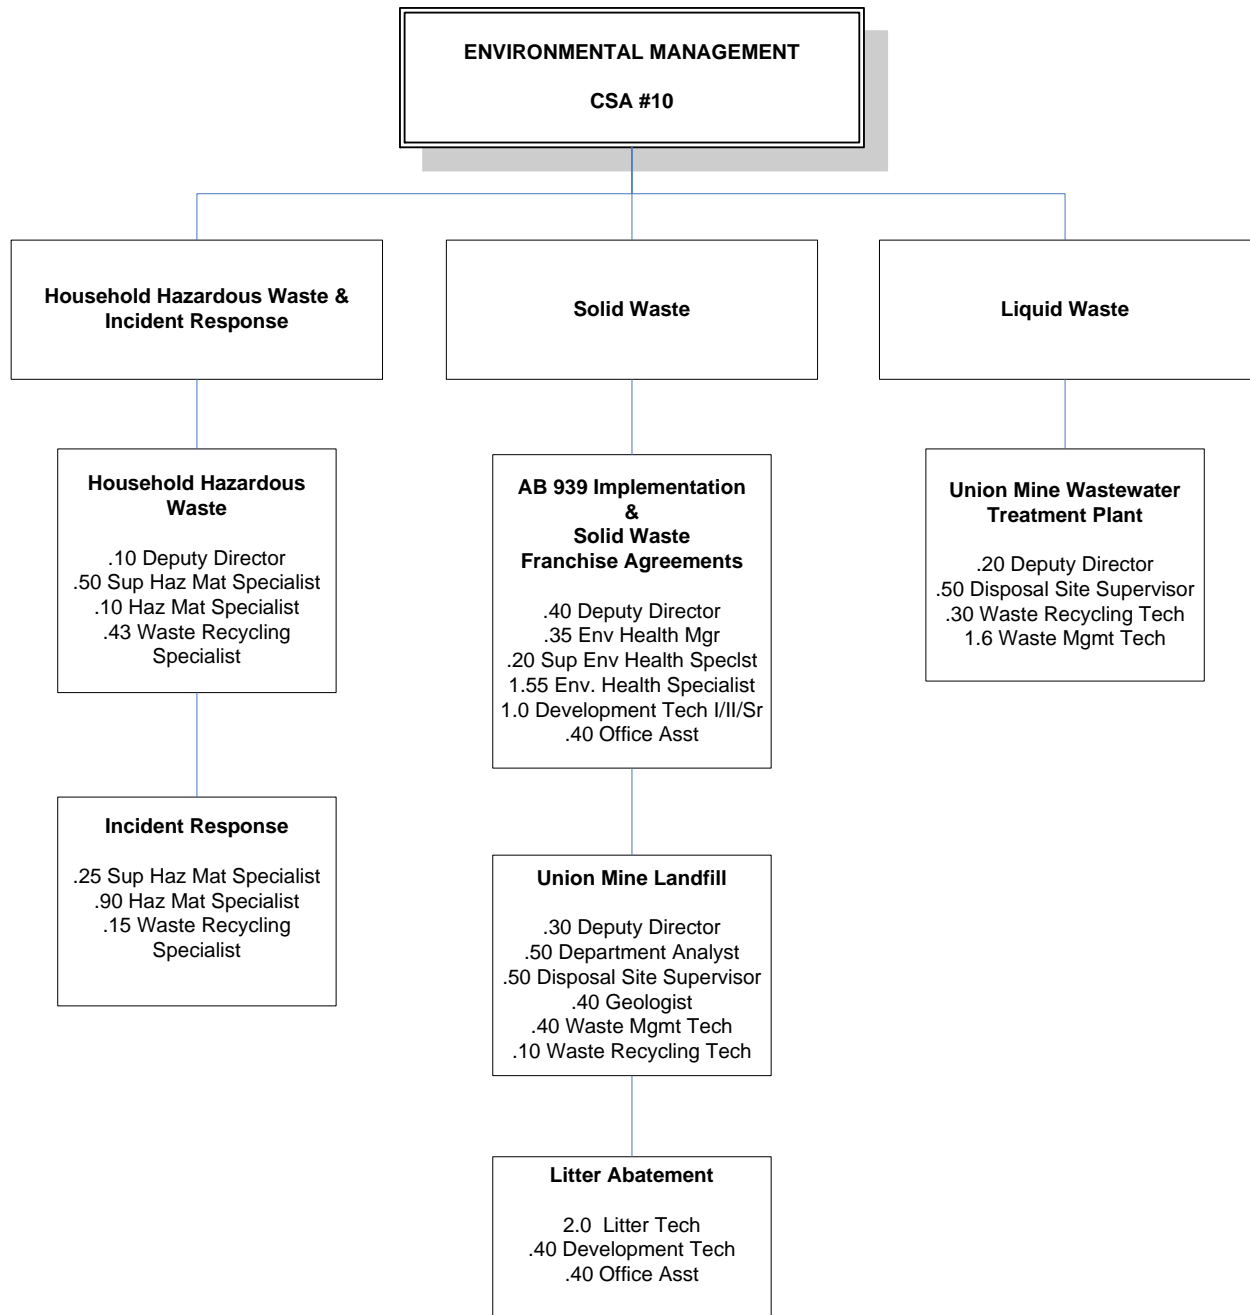 ENVIRONMENTAL MANAGEMENT
CSA #10
Household Hazardous Waste &
Incident Response
Solid Waste
Liquid Waste
Household Hazardous
Waste
.10 Deputy Director
.50 Sup Haz Mat Specialist
.10 Haz Mat Specialist
.43 Waste Recycling
Specialist
Incident Response
.25 Sup Haz Mat Specialist
.90 Haz Mat Specialist
.15 Waste Recycling
Specialist
AB 939 Implementation
&
Solid Waste
Franchise Agreements
.40 Deputy Director
.35 Env Health Mgr
.20 Sup Env Health Speclst
1.55 Env. Health Specialist
1.0 Development Tech I/II/Sr
.40 Office Asst
Union Mine Landfill
.30 Deputy Director
.50 Department Analyst
.50 Disposal Site Supervisor
.40 Geologist
.40 Waste Mgmt Tech
.10 Waste Recycling Tech
Litter Abatement
2.0 Litter Tech
.40 Development Tech
.40 Office Asst
Union Mine Wastewater
Treatment Plant
.20 Deputy Director
.50 Disposal Site Supervisor
.30 Waste Recycling Tech
1.6 Waste Mgmt Tech